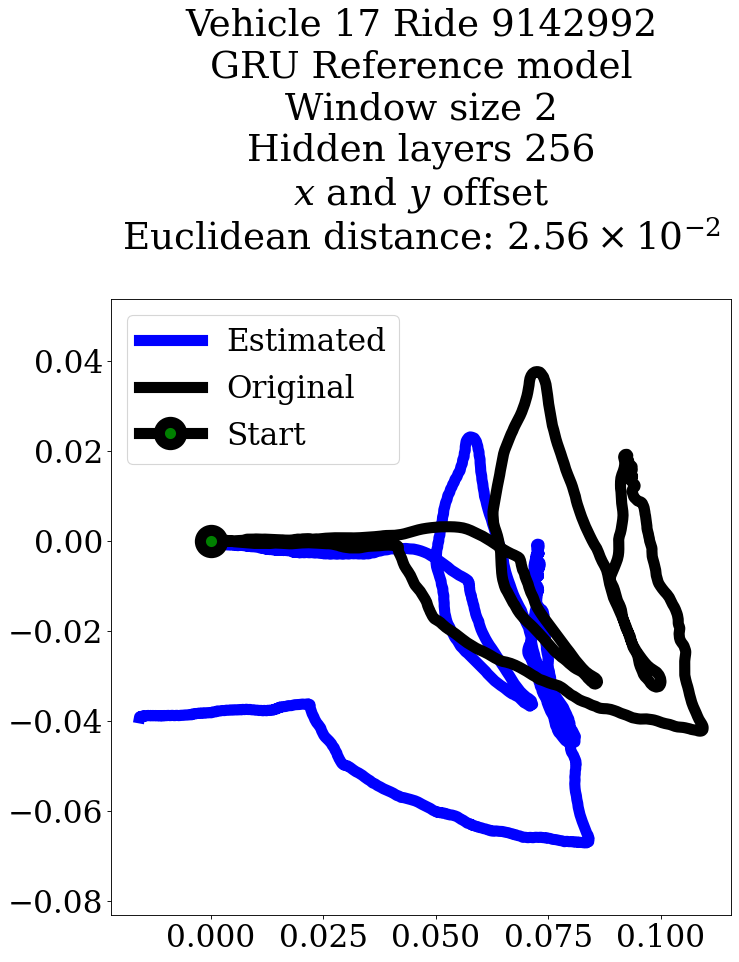 Vehicle 17 Ride 9142992
GRU Reference model
Window size 2
Hidden layers 256
x and y offset
Euclidean distance: 2.56 × 10⁻²
Estimated
Original
Start
0.04
0.02
0.00
−0.02
−0.04
−0.06
−0.08
0.000 0.025 0.050 0.075 0.100